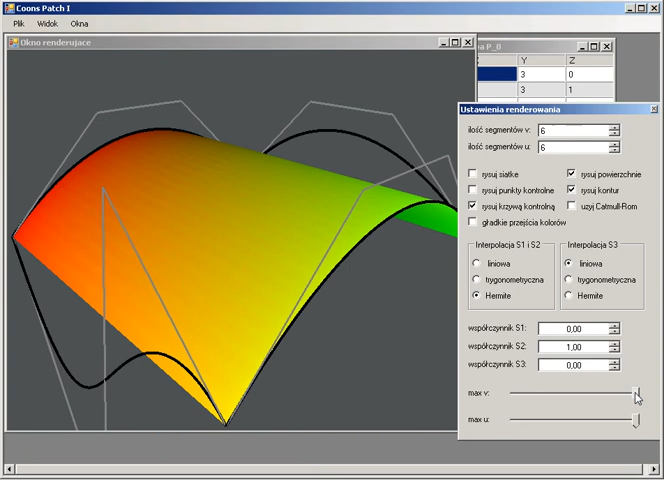 Coons Patch I
Plik Widok Okna
Okno renderujace
pa P_0
Y Z
3 0
3 1
Ustawienia renderowania
ilość segmentów v: 6
ilość segmentów u: 6
rysuj siatke
rysuj powierzchnie
rysuj punkty kontrolne
rysuj kontur
rysuj krzywą kontrolną
uzyj Catmull-Rom
gładkie przejścia kolorów
Interpolacja S1 i S2
Interpolacja S3
liniowa
liniowa
trygonometryczna
trygonometryczna
Hermite
Hermite
współczynnik S1: 0,00
współczynnik S2: 1,00
współczynnik S3: 0,00
max v:
max u: